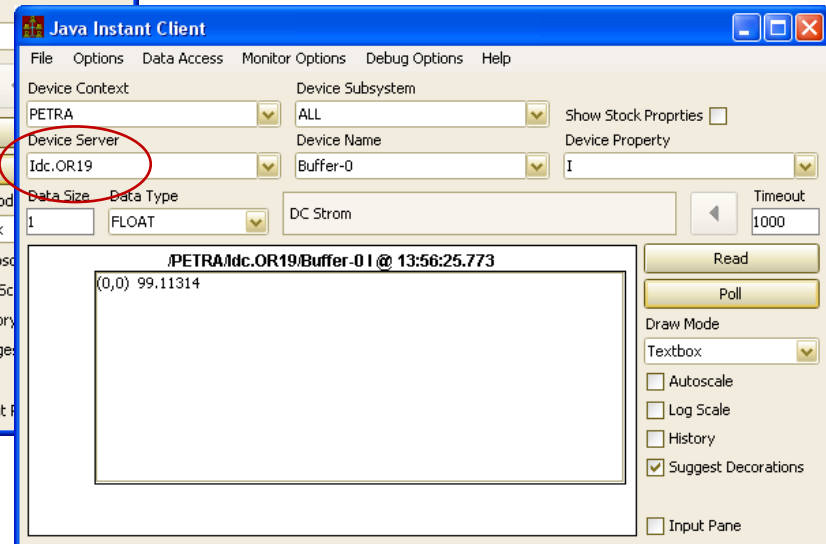 Java Instant Client
File Options Data Access Monitor Options Debug Options Help
Device Context Device Subsystem
PETRA ALL Show Stock Proprties
Device Server Device Name Device Property
Idc.OR19 Buffer-0 I
Data Size Data Type Timeout
1 FLOAT DC Strom 1000
/PETRA/Idc.OR19/Buffer-0 I @ 13:56:25.773
(0,0) 99.11314
Read
Poll
Draw Mode
Textbox
Autoscale
Log Scale
History
Suggest Decorations
Input Pane